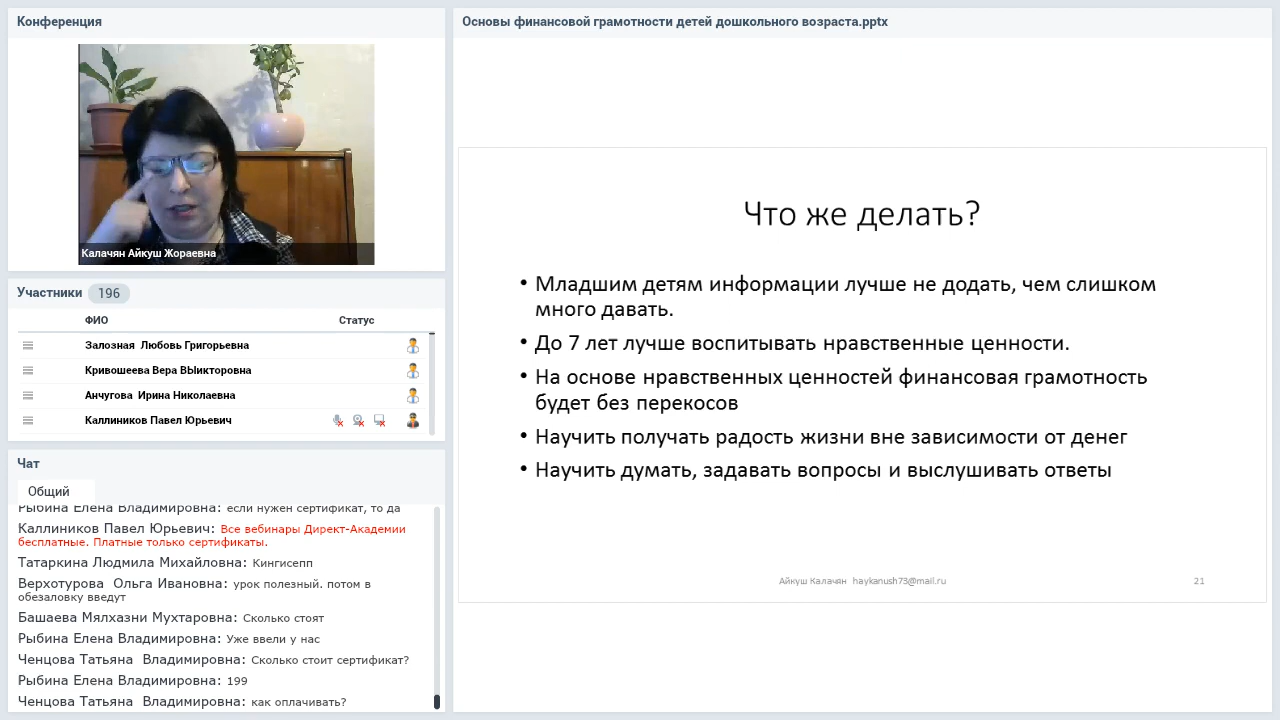 Конференция
Калачян Айкуш Жораевна
Участники 196
ФИО Статус
Залозная Любовь Григорьевна
Кривошеева Вера ВЫикторовна
Анчугова Ирина Николаевна
Каллиников Павел Юрьевич
Чат
Общий
Рыбина Елена Владимировна: если нужен сертификат, то да
Каллиников Павел Юрьевич: Все вебинары Директ-Академии
бесплатные. Платные только сертификаты.
Татаркина Людмила Михайловна: Кингисепп
Верхотурова Ольга Ивановна: урок полезный. потом в
обезаловку введут
Башаева Мялхазни Мухтаровна: Сколько стоят
Рыбина Елена Владимировна: Уже ввели у нас
Ченцова Татьяна Владимировна: Сколько стоит сертификат?
Рыбина Елена Владимировна: 199
Ченцова Татьяна Владимировна: как оплачивать?
Основы финансовой грамотности детей дошкольного возраста.pptx
Что же делать?
• Младшим детям информации лучше не додать, чем слишком
много давать.
• До 7 лет лучше воспитывать нравственные ценности.
• На основе нравственных ценностей финансовая грамотность
будет без перекосов
• Научить получать радость жизни вне зависимости от денег
• Научить думать, задавать вопросы и выслушивать ответы
Айкуш Калачян haykanush73@mail.ru 21